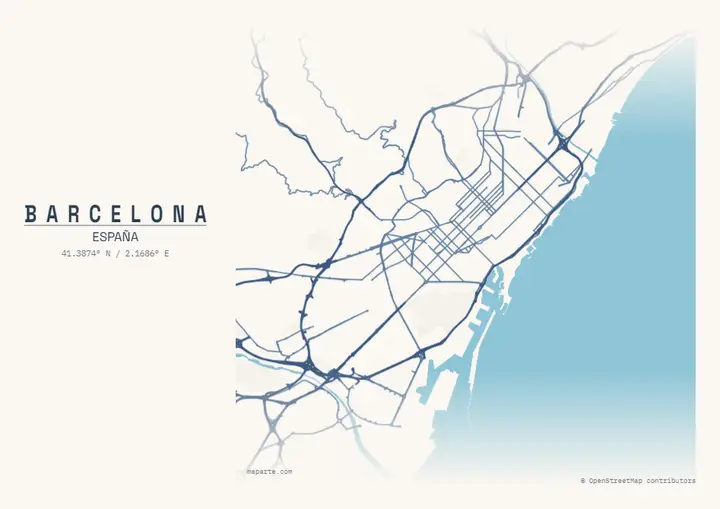 BARCELONA
ESPAÑA
41.3874° N / 2.1686° E
maparte.com
© OpenStreetMap contributors